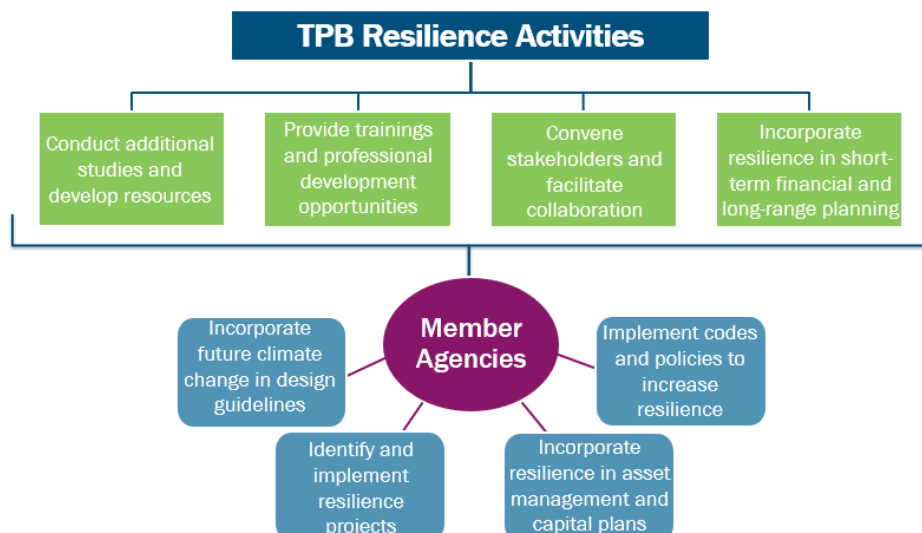 TPB Resilience Activities
Conduct additional
studies and
develop resources
Provide trainings
and professional
development
opportunities
Convene
stakeholders and
facilitate
collaboration
Incorporate
resilience in short-
term financial and
long-range planning
Member
Agencies
Incorporate
future climate
change in design
guidelines
Implement codes
and policies to
increase
resilience
Identify and
implement
resilience
projects
Incorporate
resilience in asset
management and
capital plans